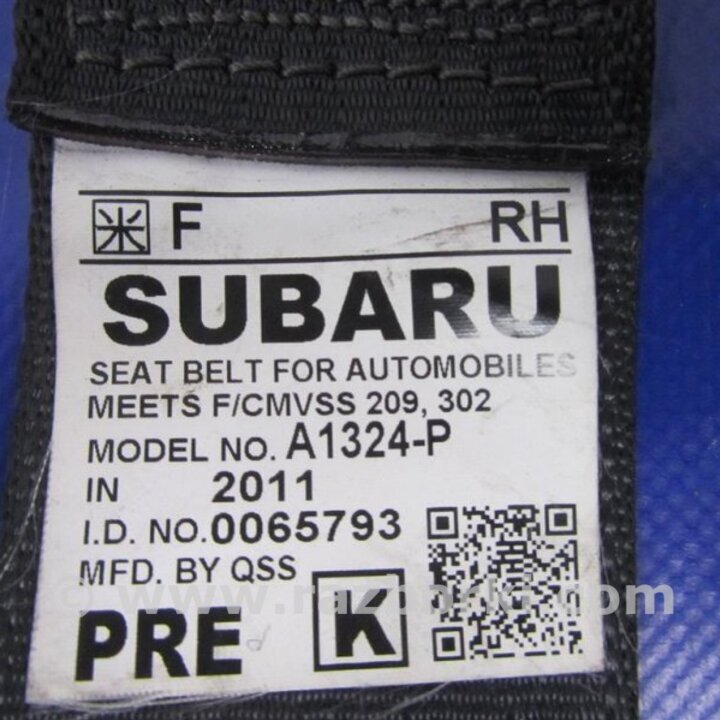 米 F RH
SUBARU
SEAT BELT FOR AUTOMOBILES
MEETS F/CMVSS 209, 302
MODEL NO. A1324-P
IN 2011
I.D. NO.0065793
MFD. BY QSS
PRE K